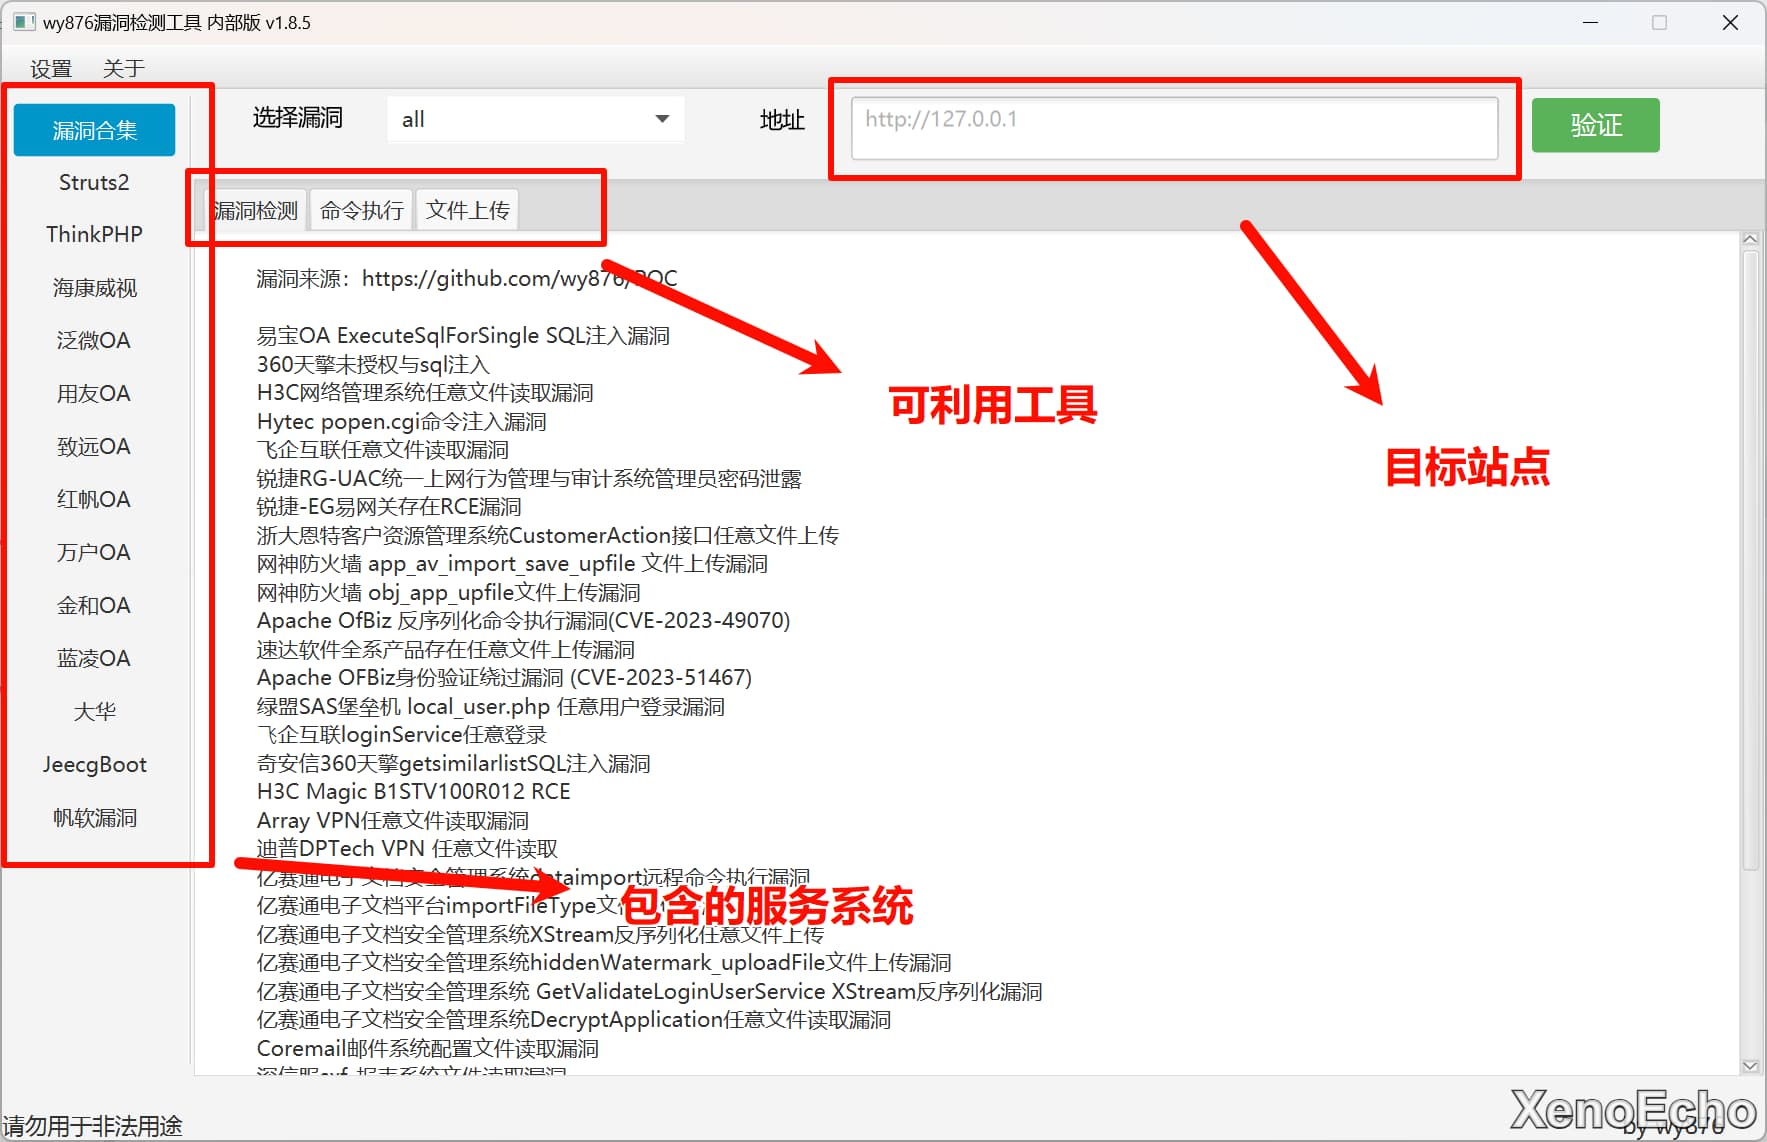 wy876漏洞检测工具 内部版 v1.8.5
设置 关于
漏洞合集
Struts2
ThinkPHP
海康威视
泛微OA
用友OA
致远OA
红帆OA
万户OA
金和OA
蓝凌OA
大华
JeecgBoot
帆软漏洞
选择漏洞 all 地址 http://127.0.0.1 验证
漏洞检测 命令执行 文件上传
漏洞来源：https://github.com/wy876/POC
易宝OA ExecuteSqlForSingle SQL注入漏洞
360天擎未授权与sql注入
H3C网络管理系统任意文件读取漏洞
Hytec popen.cgi命令注入漏洞
飞企互联任意文件读取漏洞
锐捷RG-UAC统一上网行为管理与审计系统管理员密码泄露
锐捷-EG易网关存在RCE漏洞
浙大恩特客户资源管理系统CustomerAction接口任意文件上传
网神防火墙 app_av_import_save_upfile 文件上传漏洞
网神防火墙 obj_app_upfile文件上传漏洞
Apache OfBiz 反序列化命令执行漏洞(CVE-2023-49070)
速达软件全系产品存在任意文件上传漏洞
Apache OFBiz身份验证绕过漏洞 (CVE-2023-51467)
绿盟SAS堡垒机 local_user.php 任意用户登录漏洞
飞企互联loginService任意登录
奇安信360天擎getsimilarlistSQL注入漏洞
H3C Magic B1STV100R012 RCE
Array VPN任意文件读取漏洞
迪普DPTech VPN 任意文件读取
亿赛通电子文档安全管理系统dataimport远程命令执行漏洞
亿赛通电子文档平台importFileType文
亿赛通电子文档安全管理系统XStream反序列化任意文件上传
亿赛通电子文档安全管理系统hiddenWatermark_uploadFile文件上传漏洞
亿赛通电子文档安全管理系统 GetValidateLoginUserService XStream反序列化漏洞
亿赛通电子文档安全管理系统DecryptApplication任意文件读取漏洞
Coremail邮件系统配置文件读取漏洞
可利用工具
目标站点
包含的服务系统
请勿用于非法用途
XenoEcho
by wy876